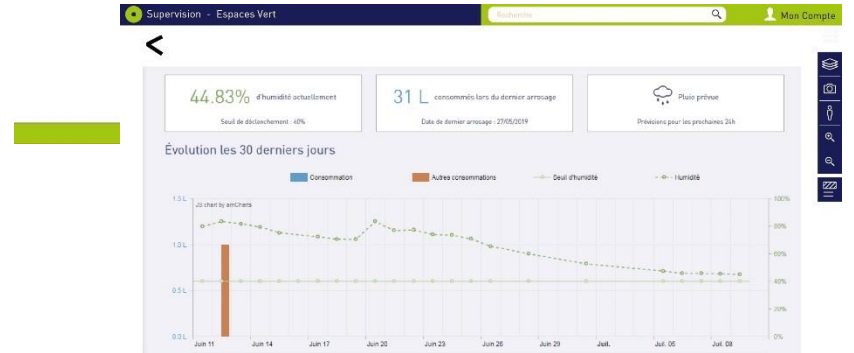 Supervision - Espaces Vert
Recherche
Mon Compte
<
44.83% d'humidité actuellement
Seuil de déclenchement : 40%
31 L consommés lors du dernier arrosage
Date de dernier arrosage : 27/05/2019
Pluie prévue
Prévisions pour les prochaines 24h
Évolution les 30 derniers jours
Consommation Autres consommations Seuil d'humidité Humidité
JS chart by amCharts
1.5 L 100%
80%
1.0 L 60%
0.5 L 40%
20%
0.0 L 0%
Juin 11 Juin 14 Juin 17 Juin 20 Juin 23 Juin 26 Juin 29 Juil. Juil. 05 Juil. 08